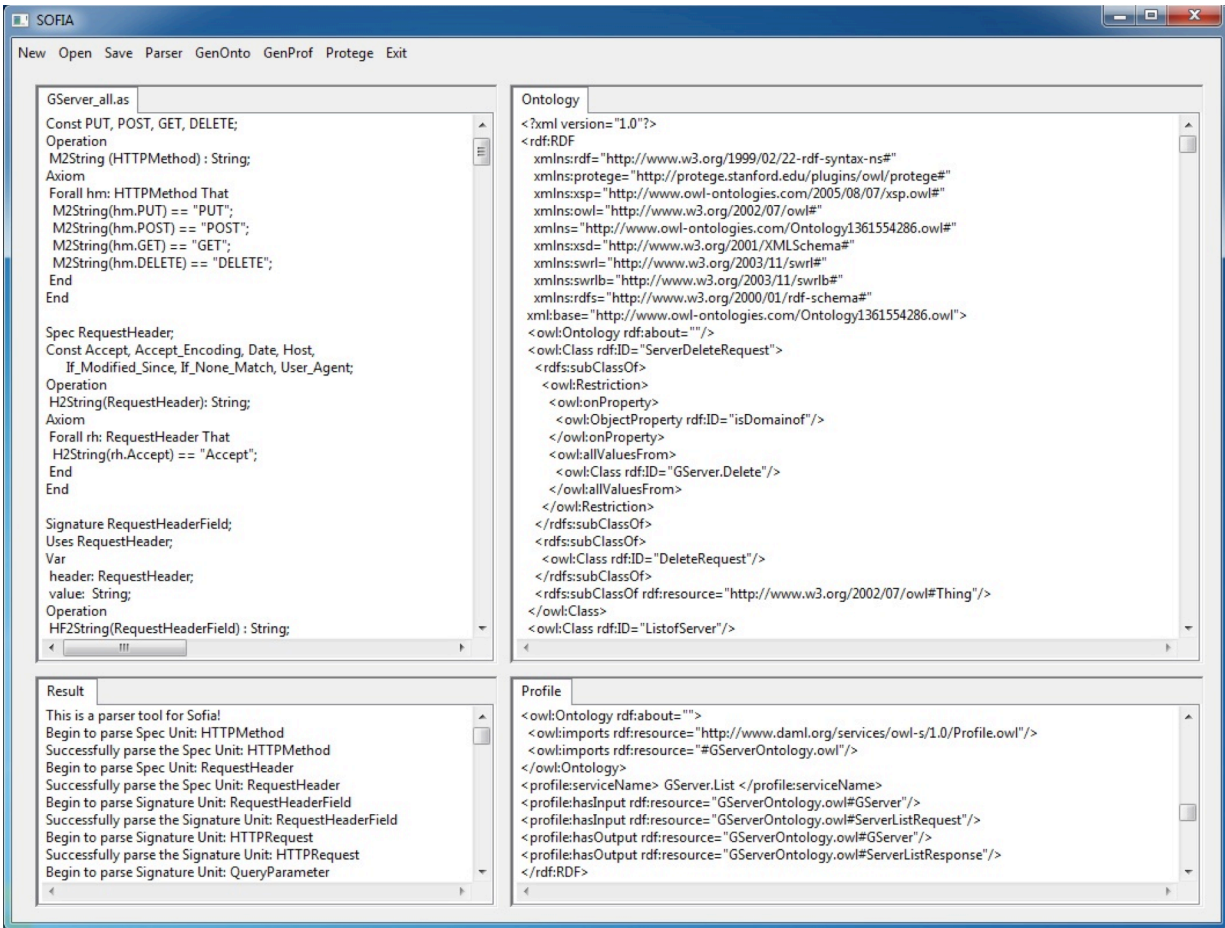 SOFIA
New Open Save Parser GenOnto GenProf Protege Exit
GServer_all.as
Const PUT, POST, GET, DELETE;
Operation
M2String (HTTPMethod) : String;
Axiom
Forall hm: HTTPMethod That
M2String(hm.PUT) == "PUT";
M2String(hm.POST) == "POST";
M2String(hm.GET) == "GET";
M2String(hm.DELETE) == "DELETE";
End
End
Spec RequestHeader;
Const Accept, Accept_Encoding, Date, Host,
If_Modified_Since, If_None_Match, User_Agent;
Operation
H2String(RequestHeader): String;
Axiom
Forall rh: RequestHeader That
H2String(rh.Accept) == "Accept";
End
End
Signature RequestHeaderField;
Uses RequestHeader;
Var
header: RequestHeader;
value: String;
Operation
HF2String(RequestHeaderField) : String;
Ontology
<?xml version="1.0"?>
<rdf:RDF
xmlns:rdf="http://www.w3.org/1999/02/22-rdf-syntax-ns#"
xmlns:protege="http://protege.stanford.edu/plugins/owl/protege#"
xmlns:xsp="http://www.owl-ontologies.com/2005/08/07/xsp.owl#"
xmlns:owl="http://www.w3.org/2002/07/owl#"
xmlns="http://www.owl-ontologies.com/Ontology1361554286.owl#"
xmlns:xsd="http://www.w3.org/2001/XMLSchema#"
xmlns:swrl="http://www.w3.org/2003/11/swrl#"
xmlns:swrlb="http://www.w3.org/2003/11/swrlb#"
xmlns:rdfs="http://www.w3.org/2000/01/rdf-schema#"
xml:base="http://www.owl-ontologies.com/Ontology1361554286.owl">
<owl:Ontology rdf:about=""/>
<owl:Class rdf:ID="ServerDeleteRequest">
<rdfs:subClassOf>
<owl:Restriction>
<owl:onProperty>
<owl:ObjectProperty rdf:ID="isDomainof"/>
</owl:onProperty>
<owl:allValuesFrom>
<owl:Class rdf:ID="GServer.Delete"/>
</owl:allValuesFrom>
</owl:Restriction>
</rdfs:subClassOf>
<rdfs:subClassOf>
<owl:Class rdf:ID="DeleteRequest"/>
</rdfs:subClassOf>
<rdfs:subClassOf rdf:resource="http://www.w3.org/2002/07/owl#Thing"/>
</owl:Class>
<owl:Class rdf:ID="ListofServer"/>
Result
This is a parser tool for Sofia!
Begin to parse Spec Unit: HTTPMethod
Successfully parse the Spec Unit: HTTPMethod
Begin to parse Spec Unit: RequestHeader
Successfully parse the Spec Unit: RequestHeader
Begin to parse Signature Unit: RequestHeaderField
Successfully parse the Signature Unit: RequestHeaderField
Begin to parse Signature Unit: HTTPRequest
Successfully parse the Signature Unit: HTTPRequest
Begin to parse Signature Unit: QueryParameter
Profile
<owl:Ontology rdf:about="">
<owl:imports rdf:resource="http://www.daml.org/services/owl-s/1.0/Profile.owl"/>
<owl:imports rdf:resource="#GServerOntology.owl"/>
</owl:Ontology>
<profile:serviceName> GServer.List </profile:serviceName>
<profile:hasInput rdf:resource="GServerOntology.owl#GServer"/>
<profile:hasInput rdf:resource="GServerOntology.owl#ServerListRequest"/>
<profile:hasOutput rdf:resource="GServerOntology.owl#GServer"/>
<profile:hasOutput rdf:resource="GServerOntology.owl#ServerListResponse"/>
</rdf:RDF>